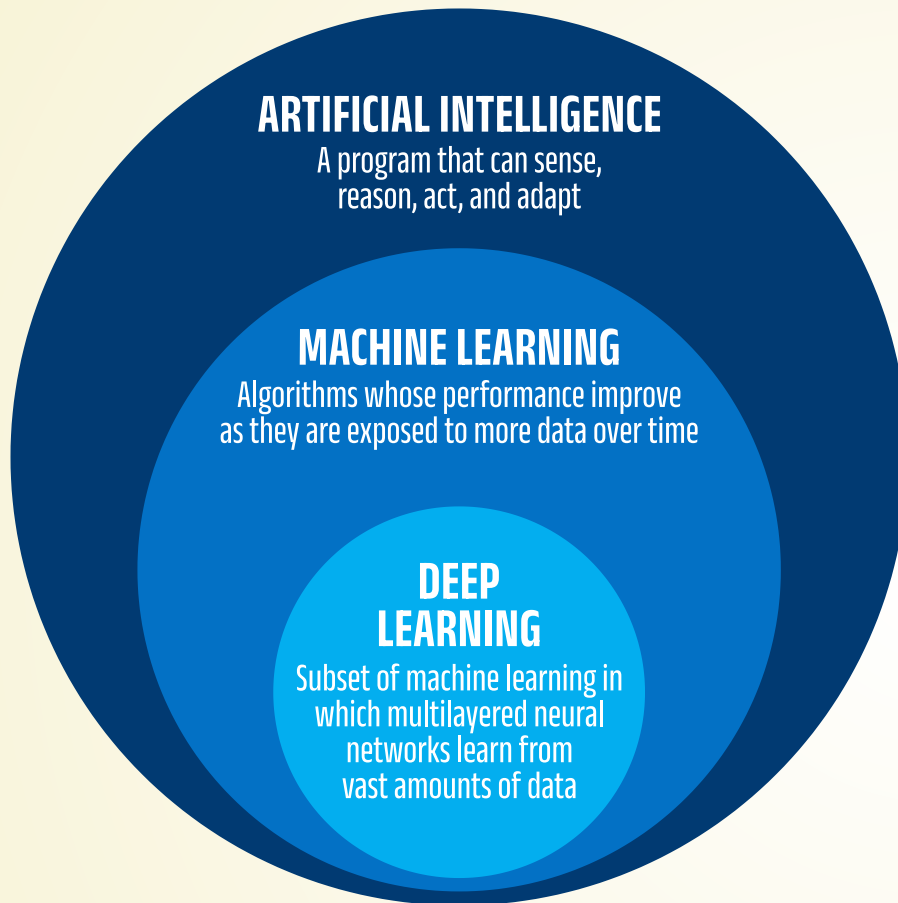 ARTIFICIAL INTELLIGENCE
A program that can sense,
reason, act, and adapt
MACHINE LEARNING
Algorithms whose performance improve
as they are exposed to more data over time
DEEP
LEARNING
Subset of machine learning in
which multilayered neural
networks learn from
vast amounts of data